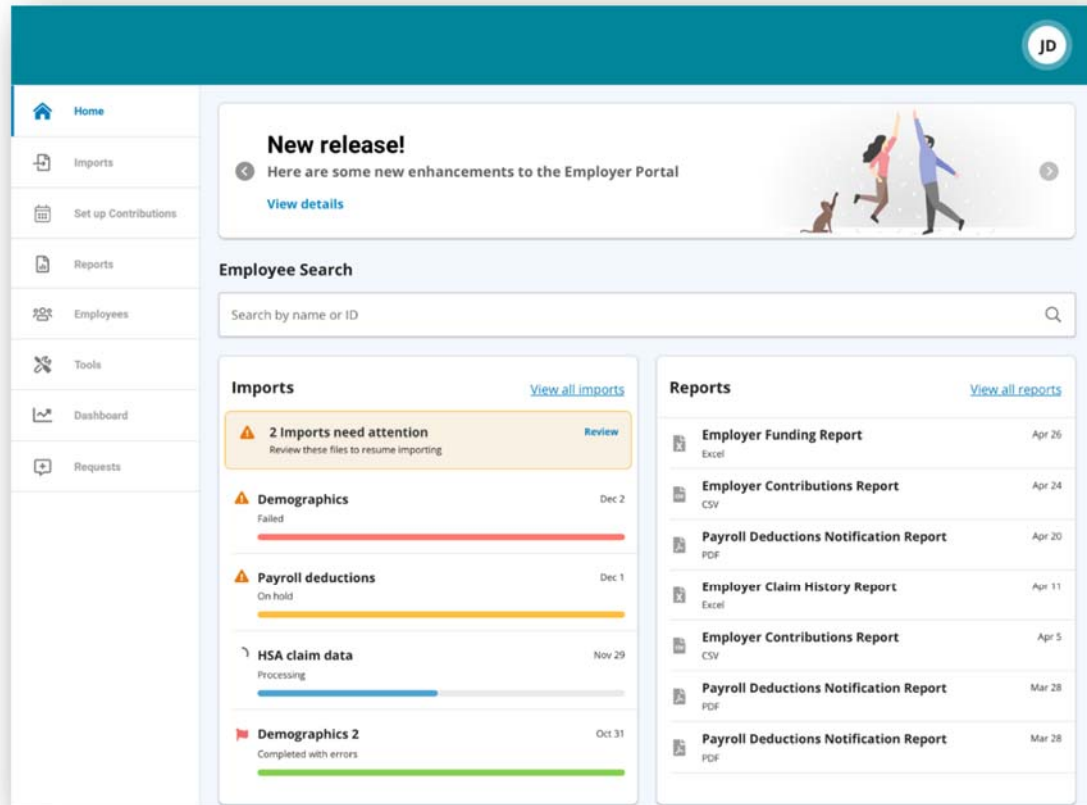 JD
Home
Imports
Set up Contributions
Reports
Employees
Tools
Dashboard
Requests
New release!
Here are some new enhancements to the Employer Portal
View details
Employee Search
Search by name or ID
Imports
View all imports
2 Imports need attention
Review
Review these files to resume importing
Demographics
Dec 2
Failed
Payroll deductions
Dec 1
On hold
HSA claim data
Nov 29
Processing
Demographics 2
Oct 31
Completed with errors
Reports
View all reports
Employer Funding Report
Apr 26
Excel
Employer Contributions Report
Apr 24
CSV
Payroll Deductions Notification Report
Apr 20
PDF
Employer Claim History Report
Apr 11
Excel
Employer Contributions Report
Apr 5
CSV
Payroll Deductions Notification Report
Mar 28
PDF
Payroll Deductions Notification Report
Mar 28
PDF